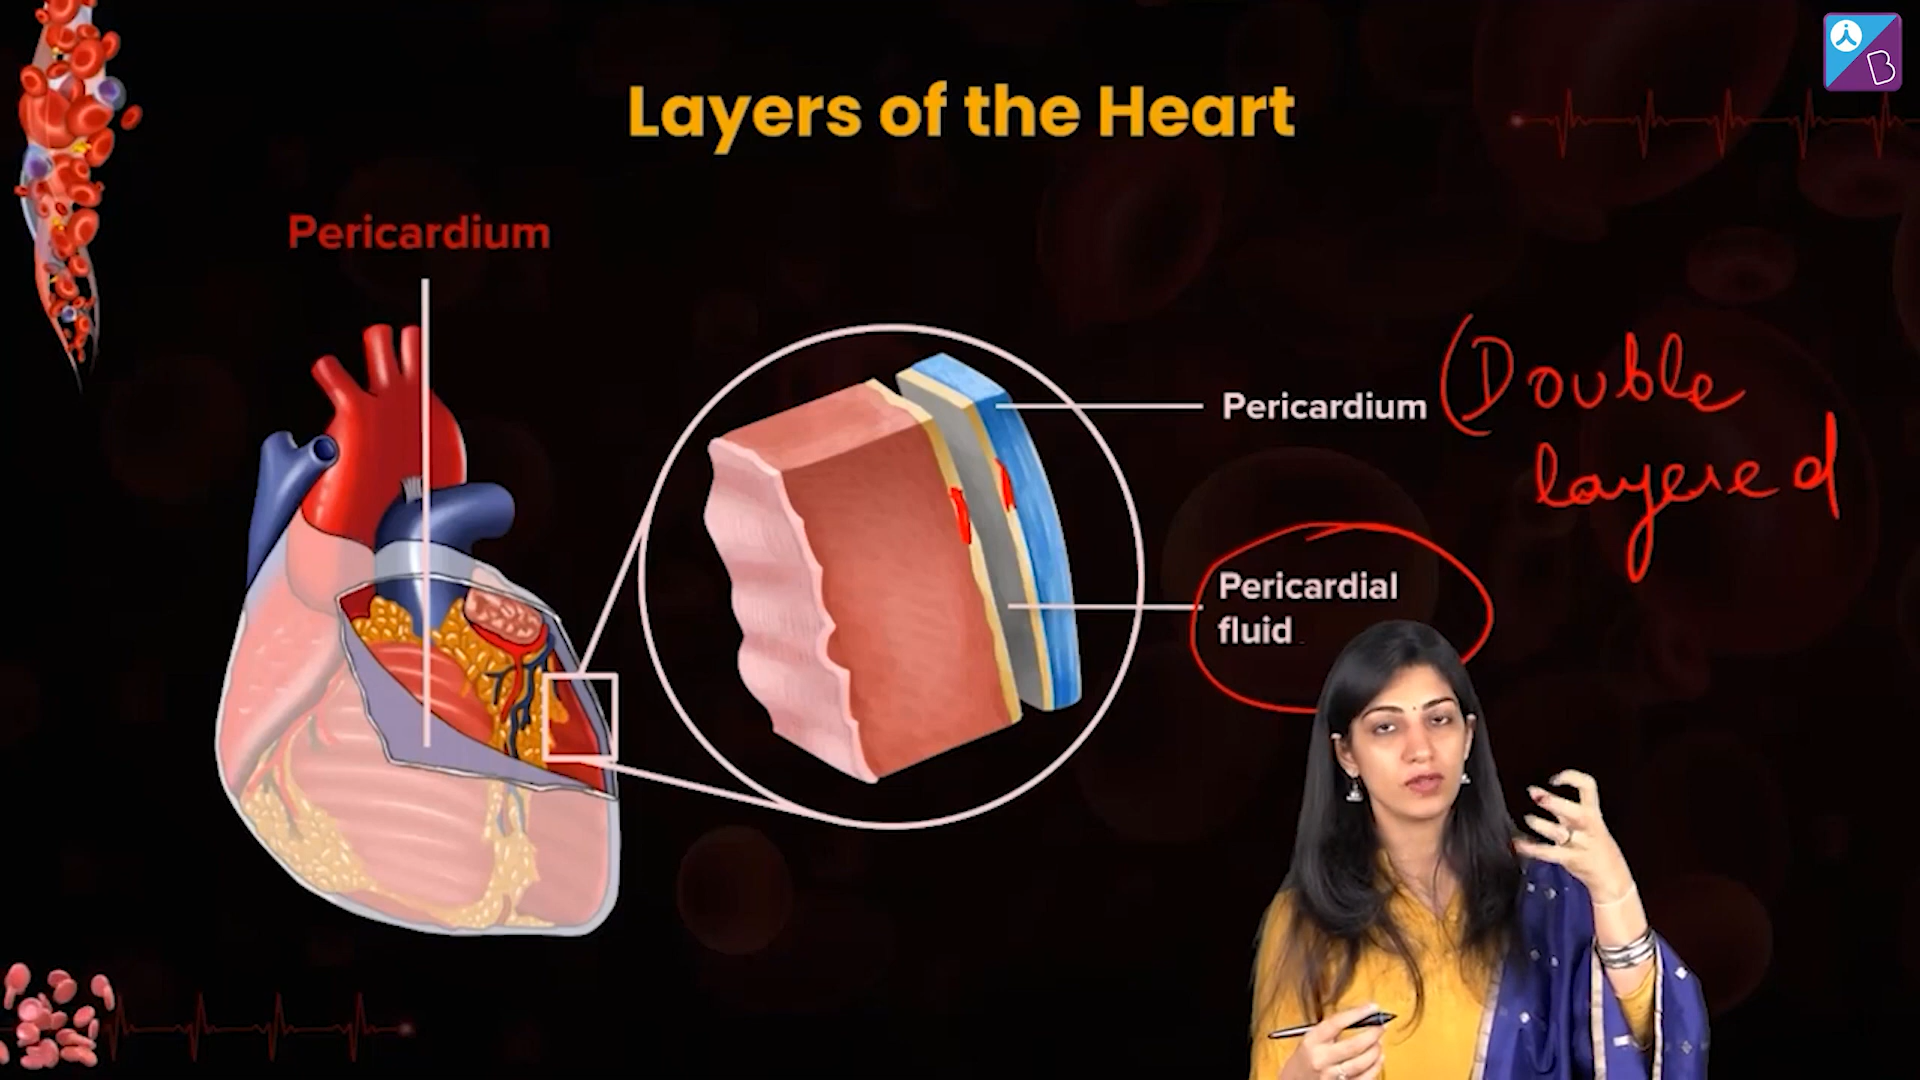 Layers of the Heart
Pericardium
Pericardium (Double
layered
Pericardial
fluid
B